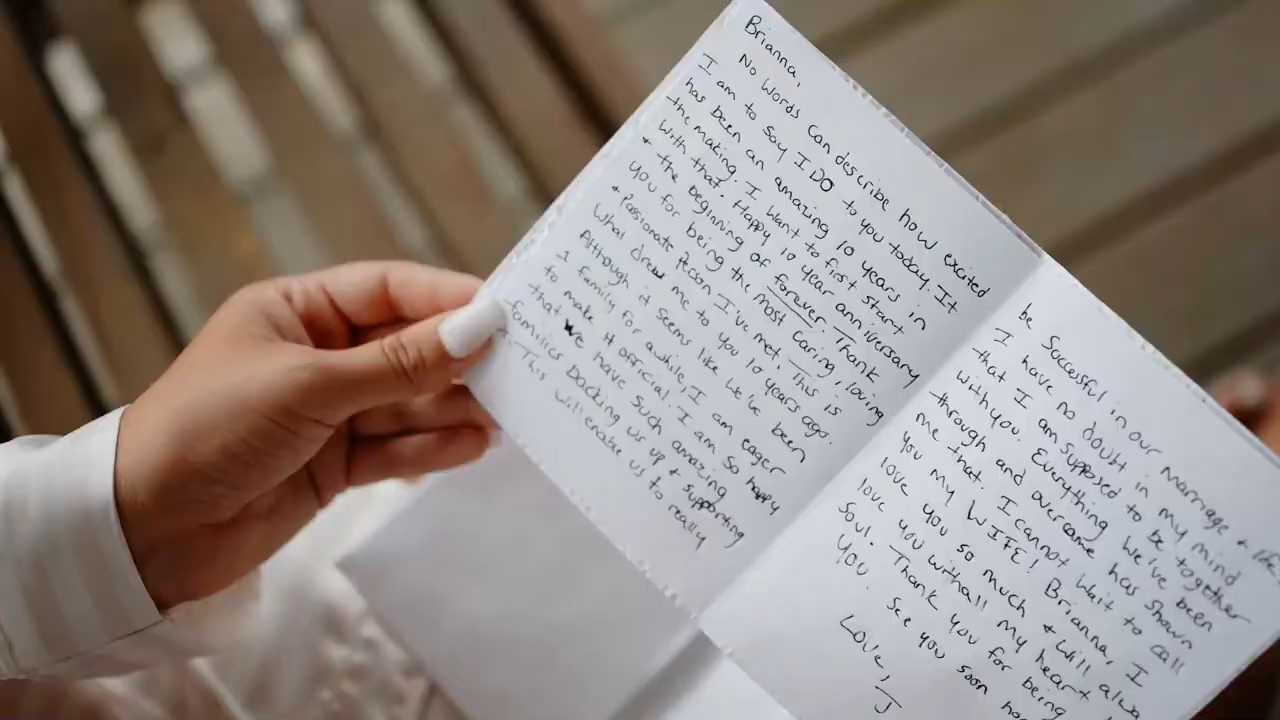 Brianna,
No words can describe how excited
I am to say I DO to you today. It
has been an amazing 10 years in
the making. I want to first start
with that. Happy 10 year anniversary
+ the beginning of forever. Thank
you for being the most caring, loving
+ Passionate Person I've met. This is
what drew me to you 10 years ago.
Although it seems like we've been
1 family for awhile, I am eager
to make it official. I am so happy
that we have such amazing
families backing us up + supporting
This will enable us to really
be Successful in our marriage + life
I have no doubt in my mind
that I am supposed to be together
with you. Everything we've been
through and overcame has shown
me that. I cannot wait to call
you my WIFE! Brianna, I
love you so much + will
love you with all my heart
Soul. Thank you for being
you. See you soon
Love,
J